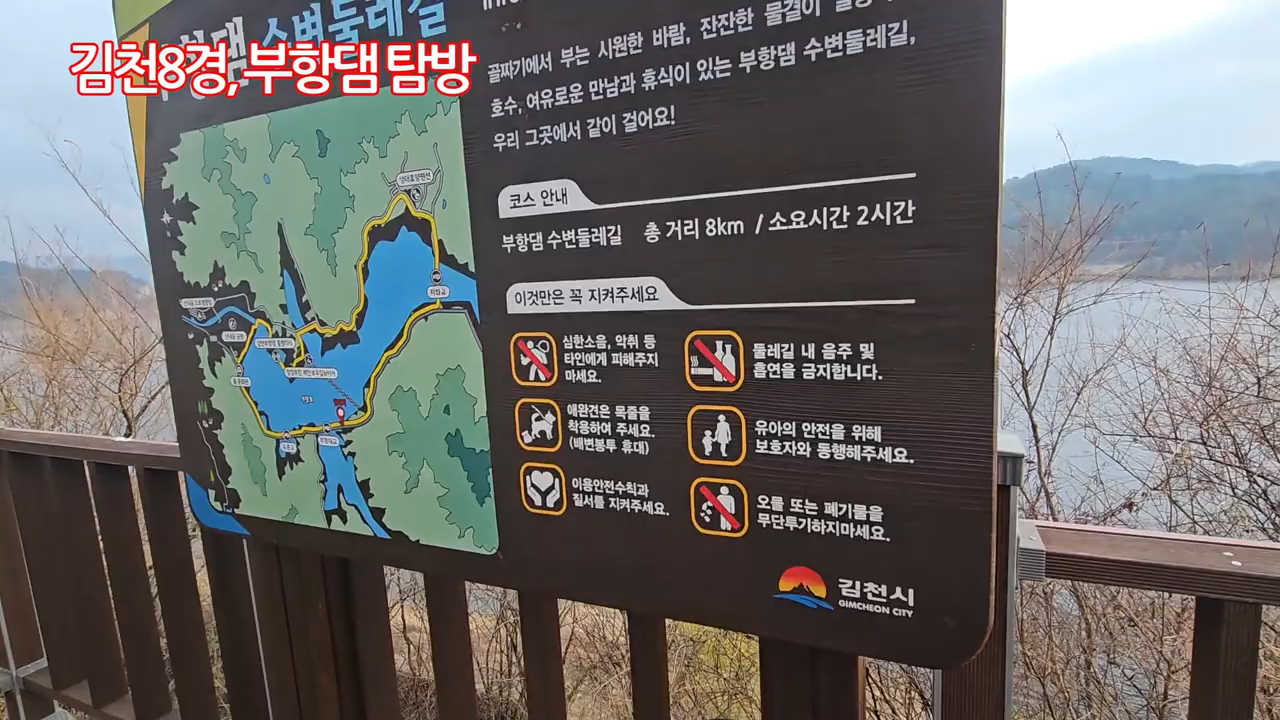 김천8경, 부항댐 탐방
수변둘레길
골짜기에서 부는 시원한 바람, 잔잔한 물결이
호수, 여유로운 만남과 휴식이 있는 부항댐 수변둘레길,
우리 그곳에서 같이 걸어요!
코스 안내
부항댐 수변둘레길 총 거리 8km / 소요시간 2시간
이것만은 꼭 지켜주세요
심한소음, 악취 등
타인에게 피해주지
마세요.
둘레길 내 음주 및
흡연을 금지합니다.
애완견은 목줄을
착용하여 주세요.
(배변봉투 휴대)
유아의 안전을 위해
보호자와 동행해주세요.
이용안전수칙과
질서를 지켜주세요.
오물 또는 폐기물을
무단투기하지마세요.
김천시
GIMCHEON CITY